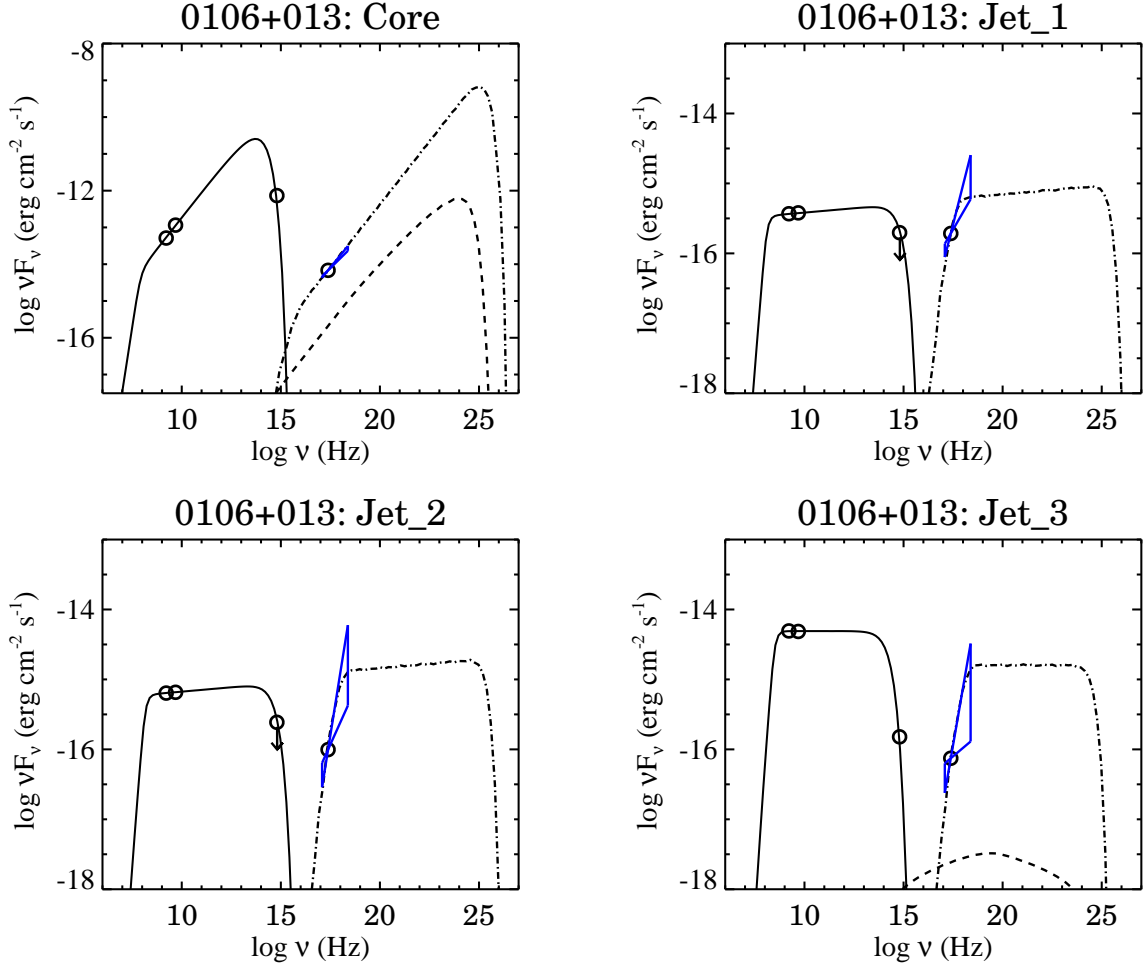 0106+013: Core
0106+013: Jet_1
log νFν (erg cm-2 s-1)
-8
-12
-16
10 15 20 25
log ν (Hz)
log νFν (erg cm-2 s-1)
-14
-16
-18
10 15 20 25
log ν (Hz)
0106+013: Jet_2
0106+013: Jet_3
log νFν (erg cm-2 s-1)
-14
-16
-18
10 15 20 25
log ν (Hz)
log νFν (erg cm-2 s-1)
-14
-16
-18
10 15 20 25
log ν (Hz)